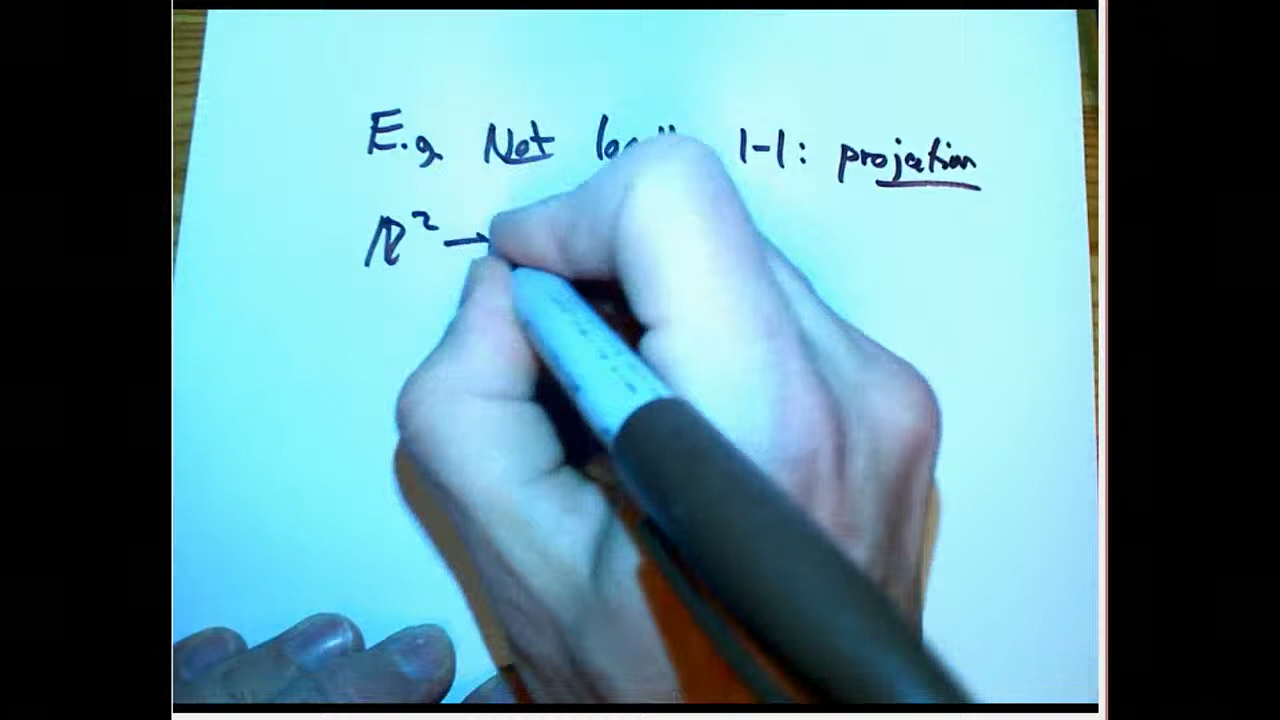 E.g Not 1-1: projection
ℝ² →